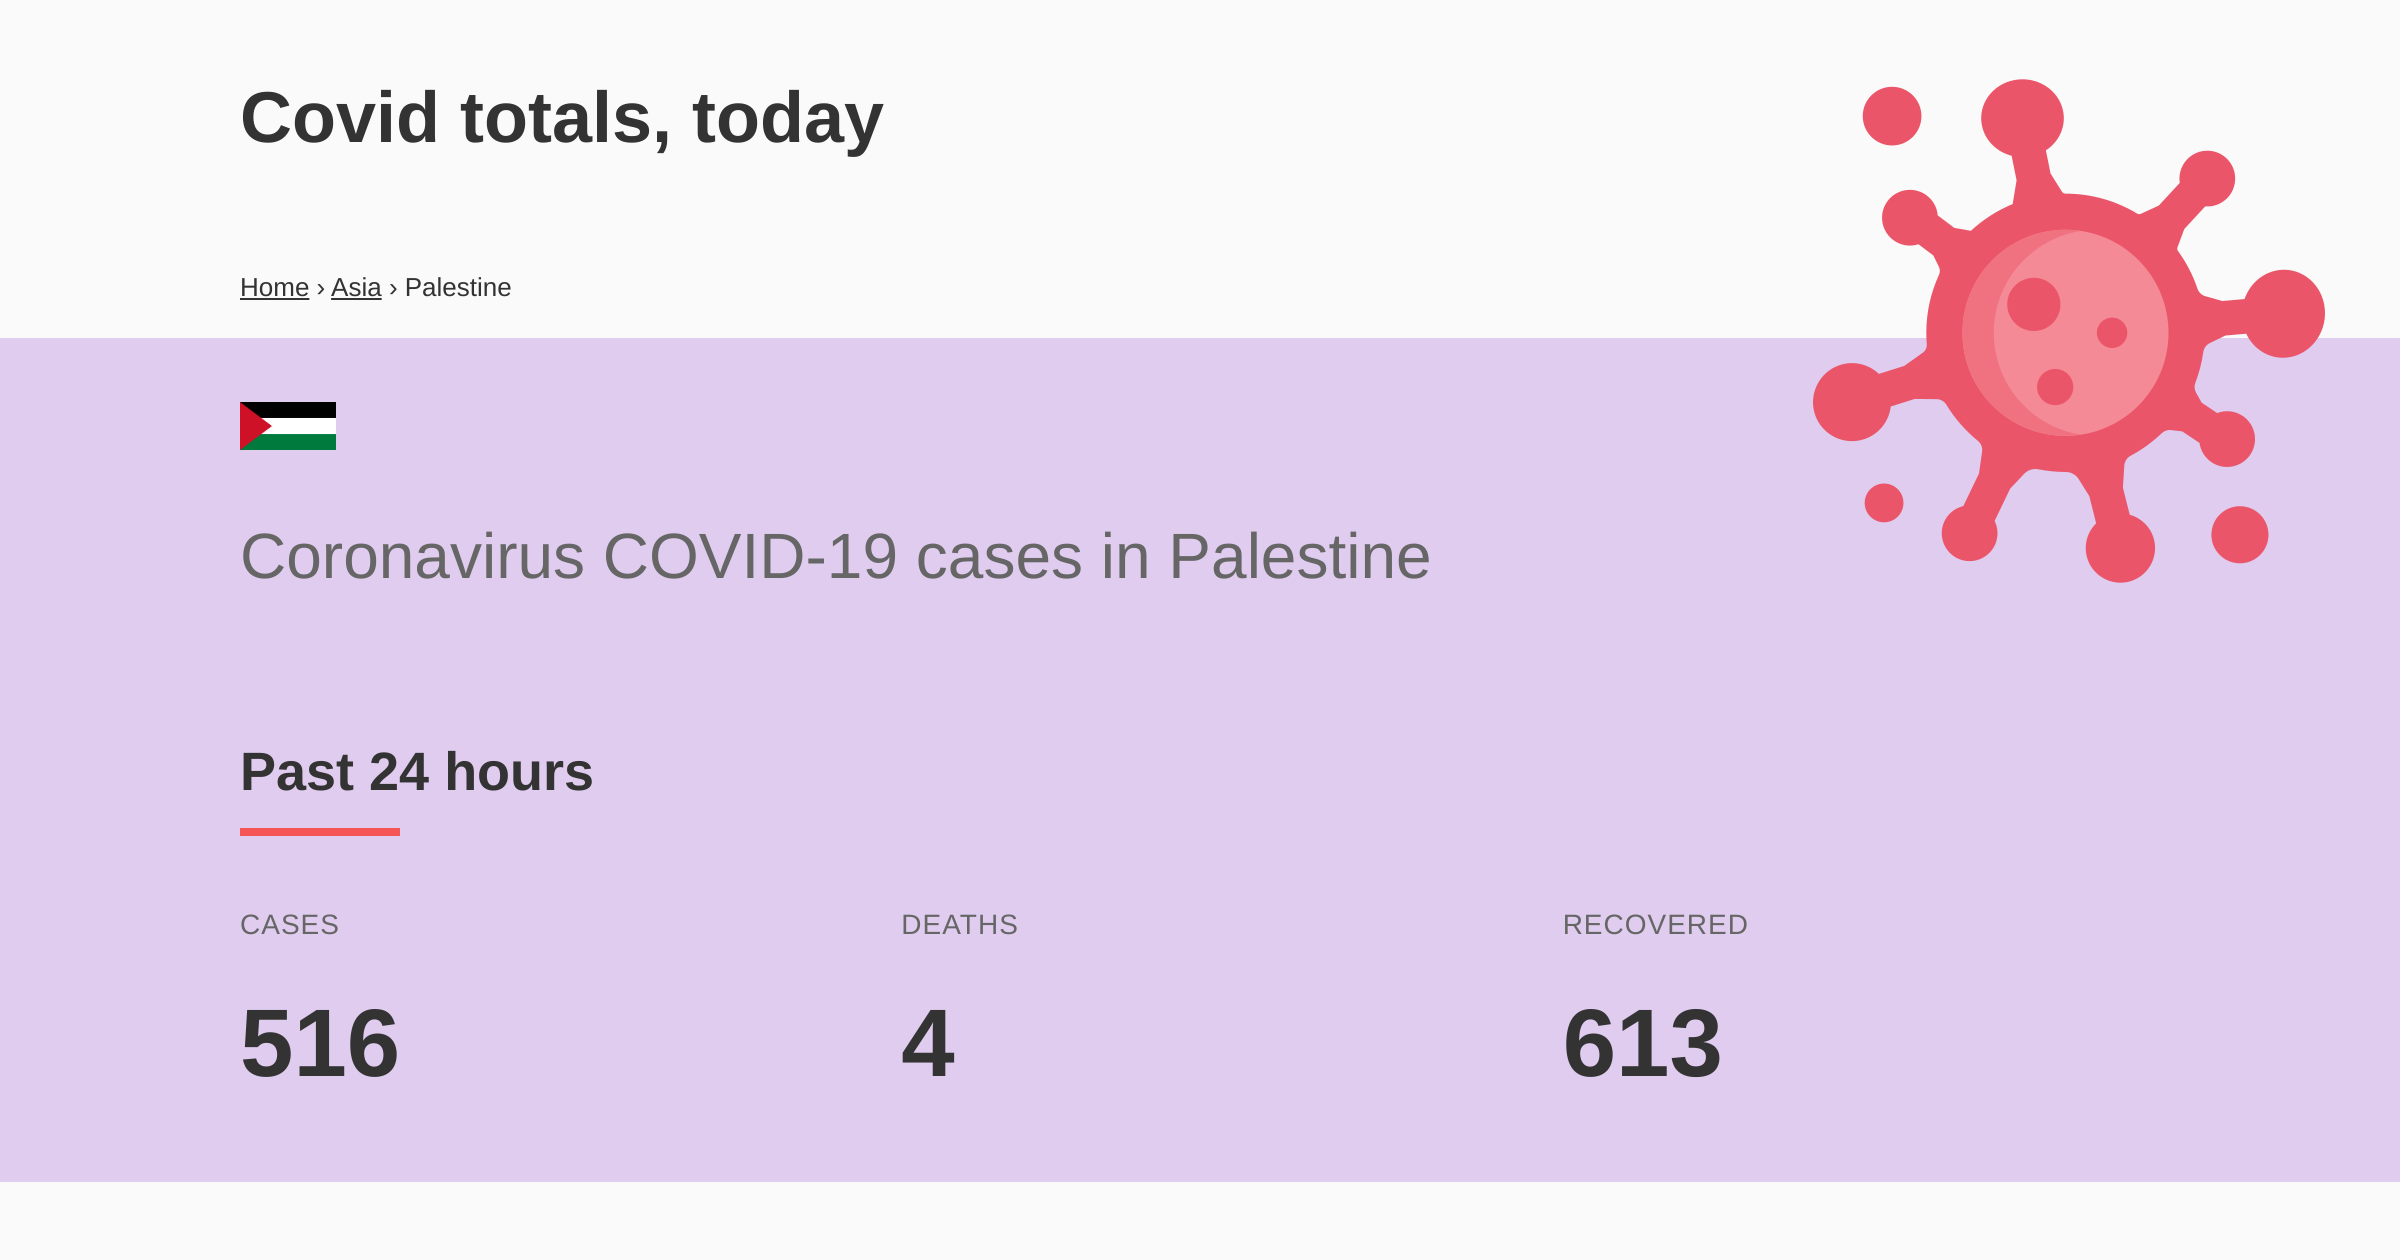 Covid totals, today
Home › Asia › Palestine
Coronavirus COVID-19 cases in Palestine
Past 24 hours
CASES DEATHS RECOVERED
516 4 613